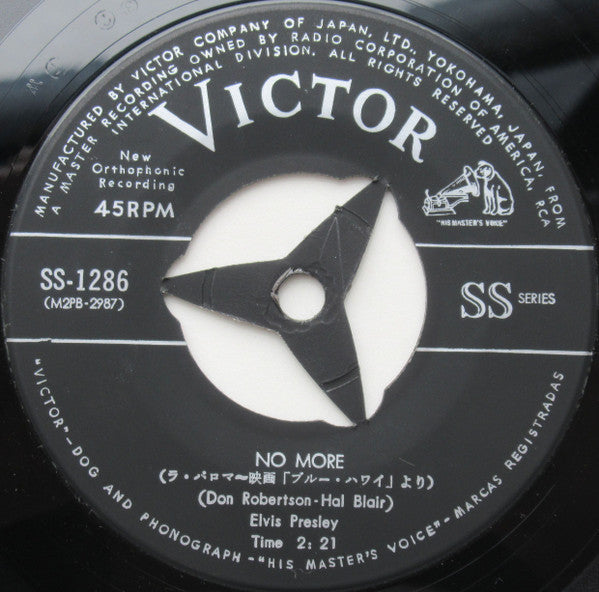 MANUFACTURED BY VICTOR COMPANY OF JAPAN, LTD., YOKOHAMA, JAPAN, FROM
A MASTER RECORDING OWNED BY RADIO CORPORATION OF AMERICA, RCA
INTERNATIONAL DIVISION. ALL RIGHTS RESERVED
VICTOR
New
Orthophonic
Recording
45RPM
"HIS MASTER'S VOICE"
SS-1286
(M2PB-2987)
SS SERIES
NO MORE
(ラ・パロマ〜映画「ブルー・ハワイ」より)
(Don Robertson-Hal Blair)
Elvis Presley
Time 2:21
"VICTOR"–DOG AND PHONOGRAPH–"HIS MASTER'S VOICE"–MARCAS REGISTRADAS